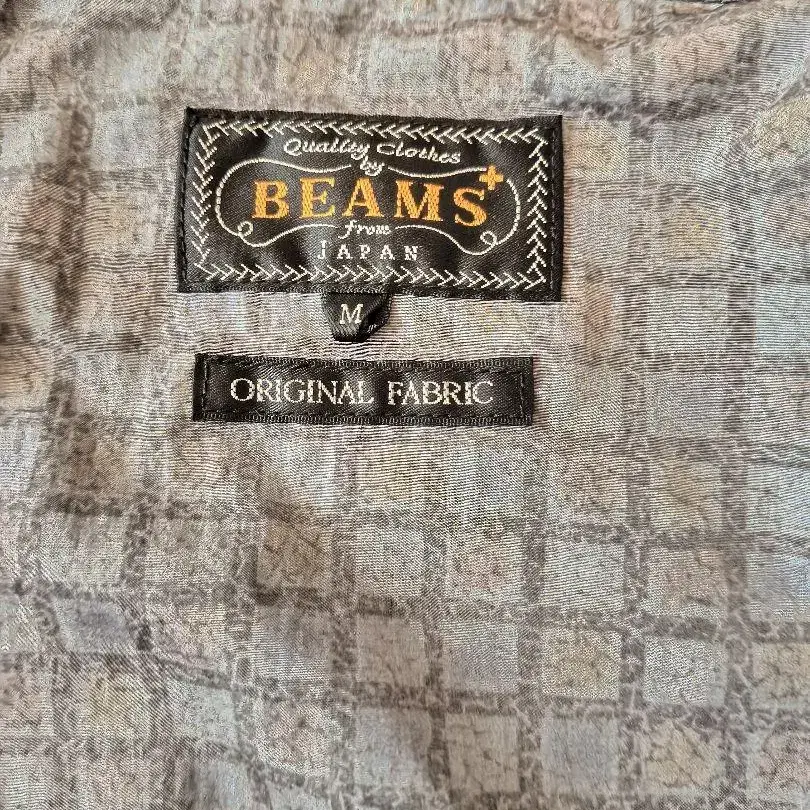 Quality Clothes
by
BEAMS+
from
JAPAN
M
ORIGINAL FABRIC